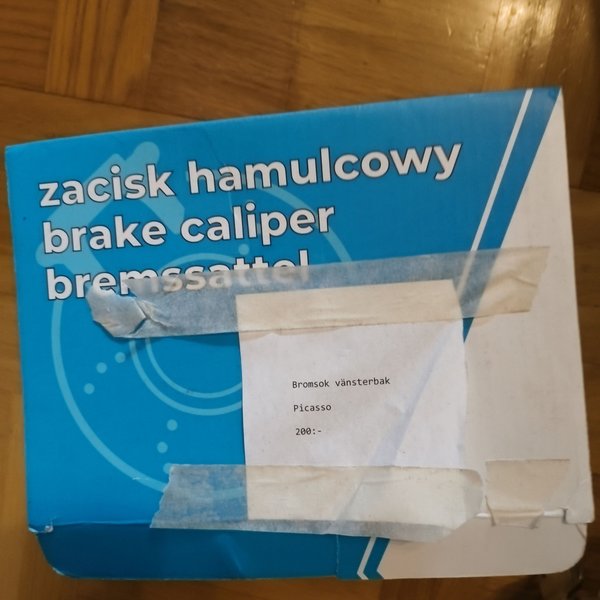 zacisk hamulcowy
brake caliper
bremssattel
Bromsok vänsterbak
Picasso
200:-